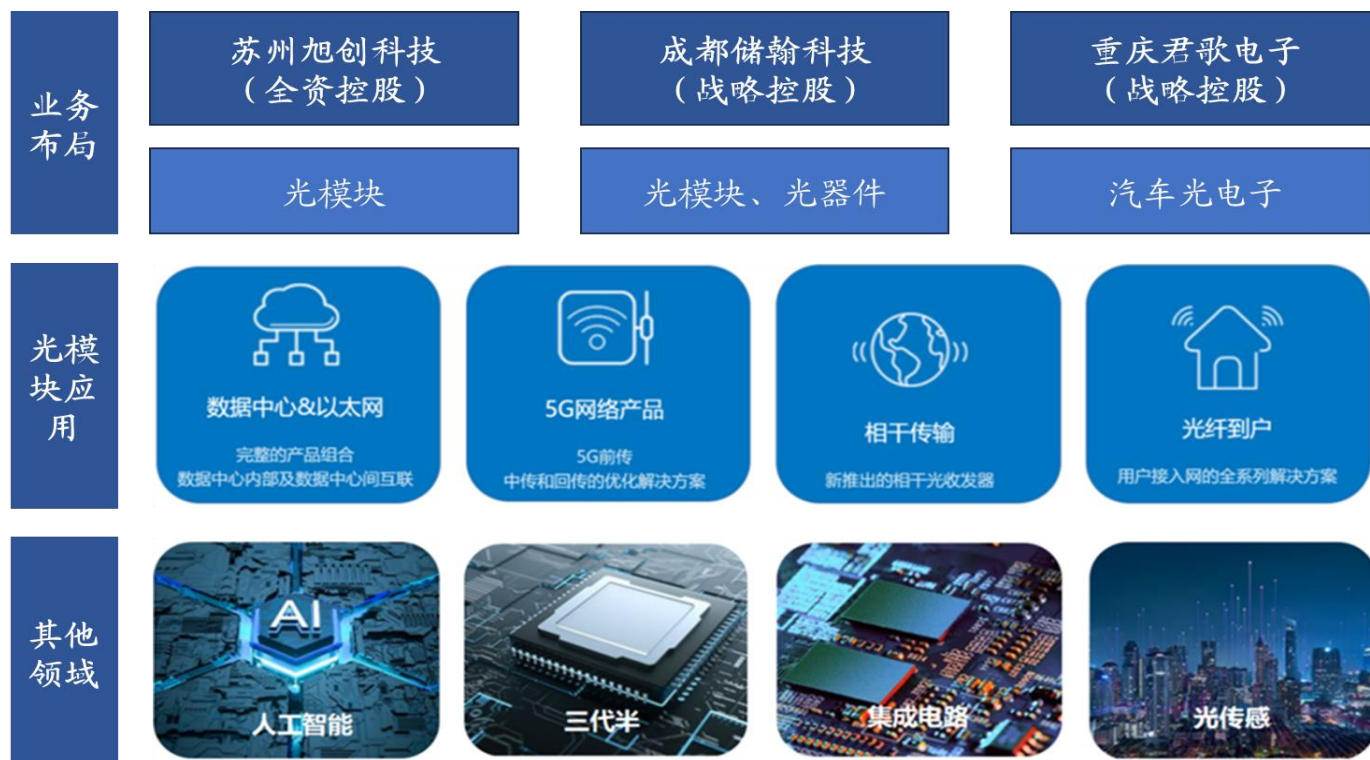 业务
布局
苏州旭创科技
（全资控股）
成都储翰科技
（战略控股）
重庆君歌电子
（战略控股）
光模块
光模块、光器件
汽车光电子
光模
块应
用
数据中心&以太网
完整的产品组合
数据中心内部及数据中心间互联
5G网络产品
5G前传
中传和回传的优化解决方案
相干传输
新推出的相干光收发器
光纤到户
用户接入网的全系列解决方案
其他
领域
AI
人工智能
三代半
集成电路
光传感